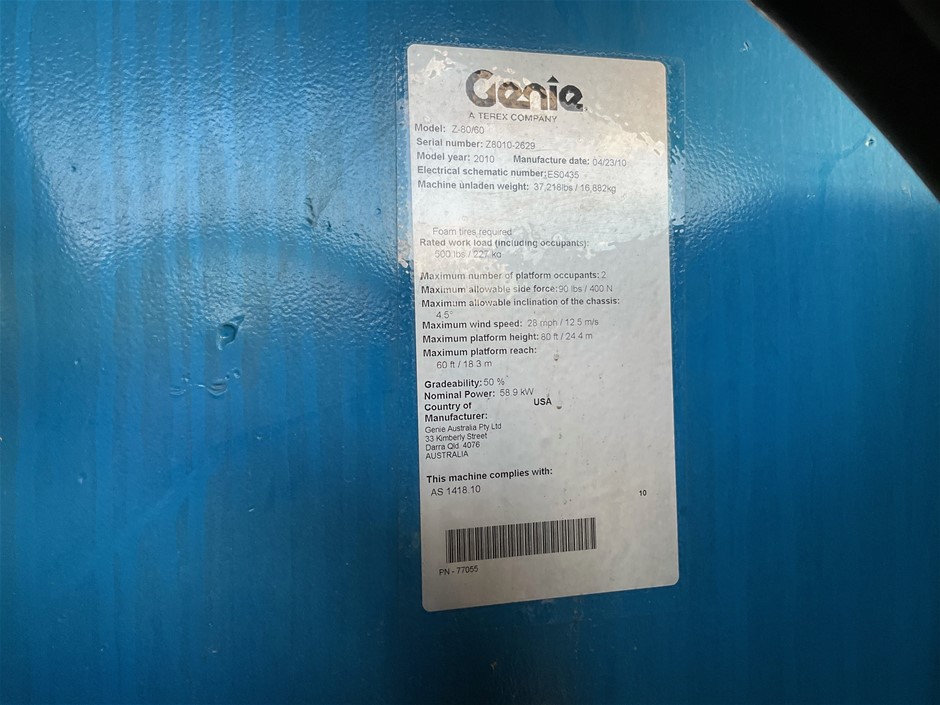 Genie
A TEREX COMPANY
Model: Z-80/60
Serial number: Z8010-2629
Model year: 2010 Manufacture date: 04/23/10
Electrical schematic number: ES0435
Machine unladen weight: 37,218lbs / 16,882kg
Foam tires required
Rated work load (including occupants):
500 lbs / 227 kg
Maximum number of platform occupants: 2
Maximum allowable side force: 90 lbs / 400 N
Maximum allowable inclination of the chassis:
4.5°
Maximum wind speed: 28 mph / 12.5 m/s
Maximum platform height: 80 ft / 24.4 m
Maximum platform reach:
60 ft / 18.3 m
Gradeability: 50 %
Nominal Power: 58.9 kW
Country of USA
Manufacturer:
Genie Australia Pty Ltd
33 Kimberly Street
Darra Qld. 4076
AUSTRALIA
This machine complies with:
AS 1418.10
10
PN - 77055